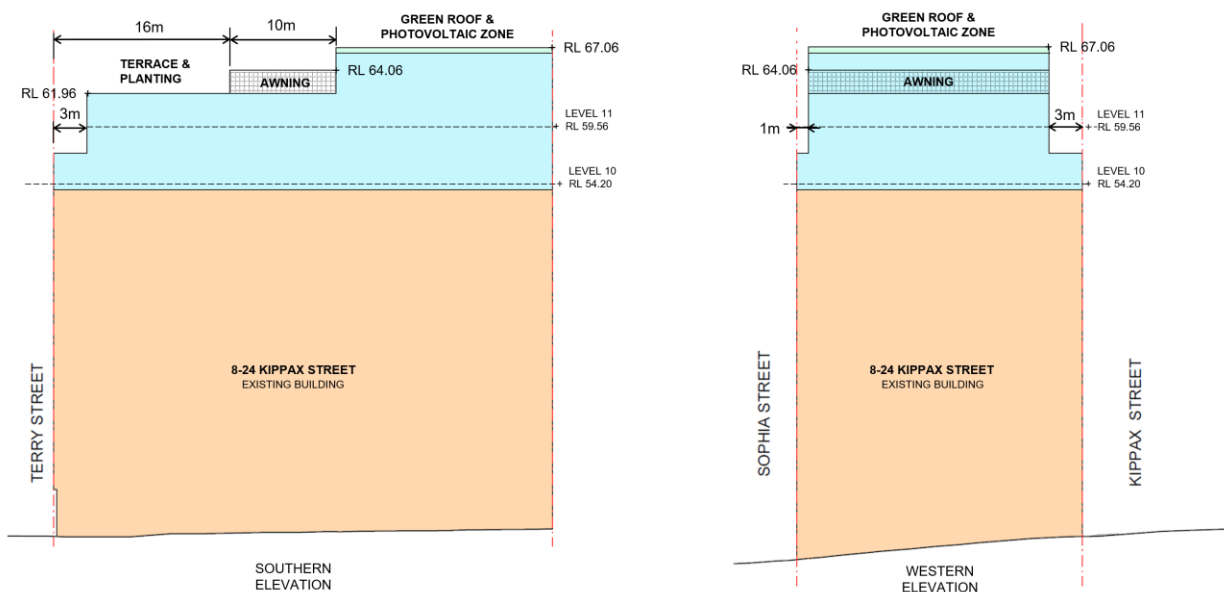 16m
10m
GREEN ROOF &
PHOTOVOLTAIC ZONE
RL 67.06
TERRACE &
PLANTING
RL 64.06
AWNING
RL 61.96
3m
LEVEL 11
RL 59.56
LEVEL 10
RL 54.20
8-24 KIPPAX STREET
EXISTING BUILDING
TERRY STREET
SOUTHERN
ELEVATION
GREEN ROOF &
PHOTOVOLTAIC ZONE
RL 67.06
RL 64.06
AWNING
1m
3m
LEVEL 11
RL 59.56
LEVEL 10
RL 54.20
8-24 KIPPAX STREET
EXISTING BUILDING
SOPHIA STREET
KIPPAX STREET
WESTERN
ELEVATION